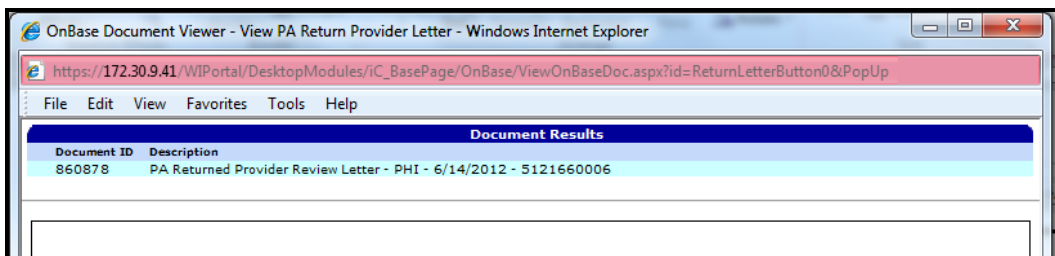 OnBase Document Viewer - View PA Return Provider Letter - Windows Internet Explorer
https://172.30.9.41/WIPortal/DesktopModules/iC_BasePage/OnBase/ViewOnBaseDoc.aspx?id=ReturnLetterButton0&PopUp
File Edit View Favorites Tools Help
Document Results
Document ID Description
860878 PA Returned Provider Review Letter - PHI - 6/14/2012 - 5121660006